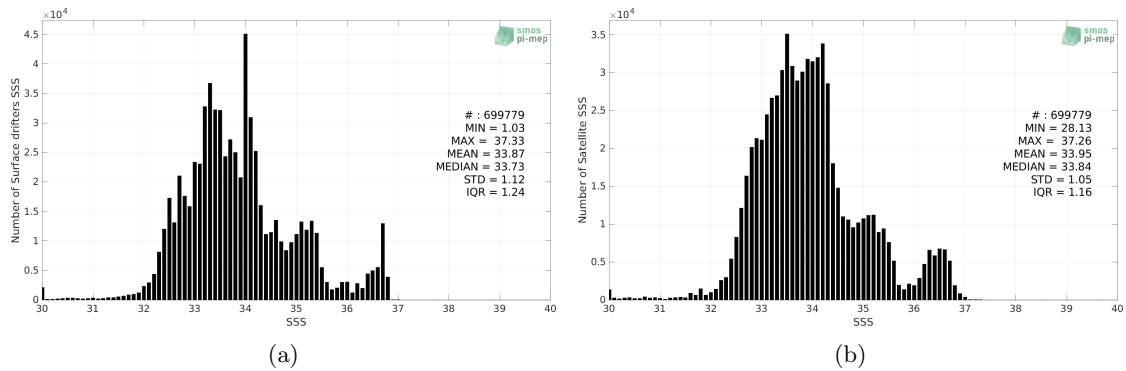 ×10⁴
4.5
4
3.5
3
2.5
2
1.5
1
0.5
0
Number of Surface drifters SSS
30 31 32 33 34 35 36 37 38 39 40
SSS
smos
pi-mep
# : 699779
MIN = 1.03
MAX = 37.33
MEAN = 33.87
MEDIAN = 33.73
STD = 1.12
IQR = 1.24
(a)
×10⁴
3.5
3
2.5
2
1.5
1
0.5
0
Number of Satellite SSS
30 31 32 33 34 35 36 37 38 39 40
SSS
smos
pi-mep
# : 699779
MIN = 28.13
MAX = 37.26
MEAN = 33.95
MEDIAN = 33.84
STD = 1.05
IQR = 1.16
(b)